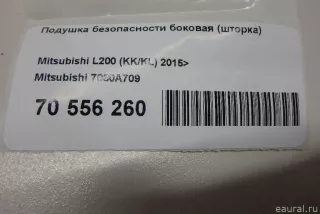 Подушка безопасности боковая (шторка)
Mitsubishi L200 (KK/KL) 2015>
Mitsubishi 7030A709
70 556 260
eaural.ru